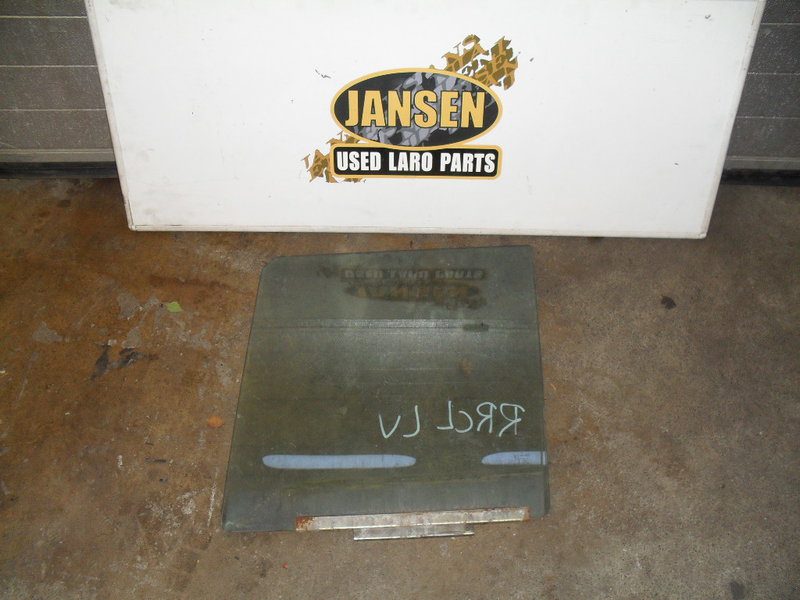 JANSEN
USED LARO PARTS
RRCL LV